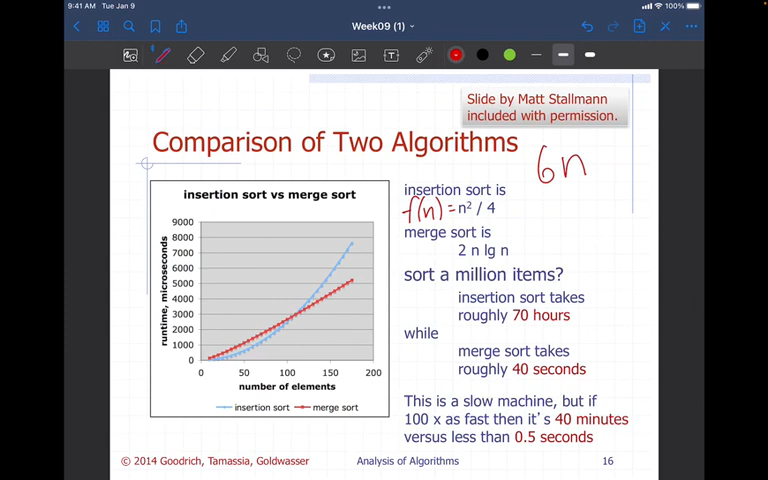 9:41 AM Tue Jan 9
100%
Week09 (1)
Slide by Matt Stallmann
included with permission.
Comparison of Two Algorithms
6n
insertion sort vs merge sort
runtime, microseconds
9000
8000
7000
6000
5000
4000
3000
2000
1000
0
0 50 100 150 200
number of elements
insertion sort merge sort
insertion sort is
f(n) = n² / 4
merge sort is
2 n lg n
sort a million items?
insertion sort takes
roughly 70 hours
while
merge sort takes
roughly 40 seconds
This is a slow machine, but if
100 x as fast then it's 40 minutes
versus less than 0.5 seconds
© 2014 Goodrich, Tamassia, Goldwasser Analysis of Algorithms 16